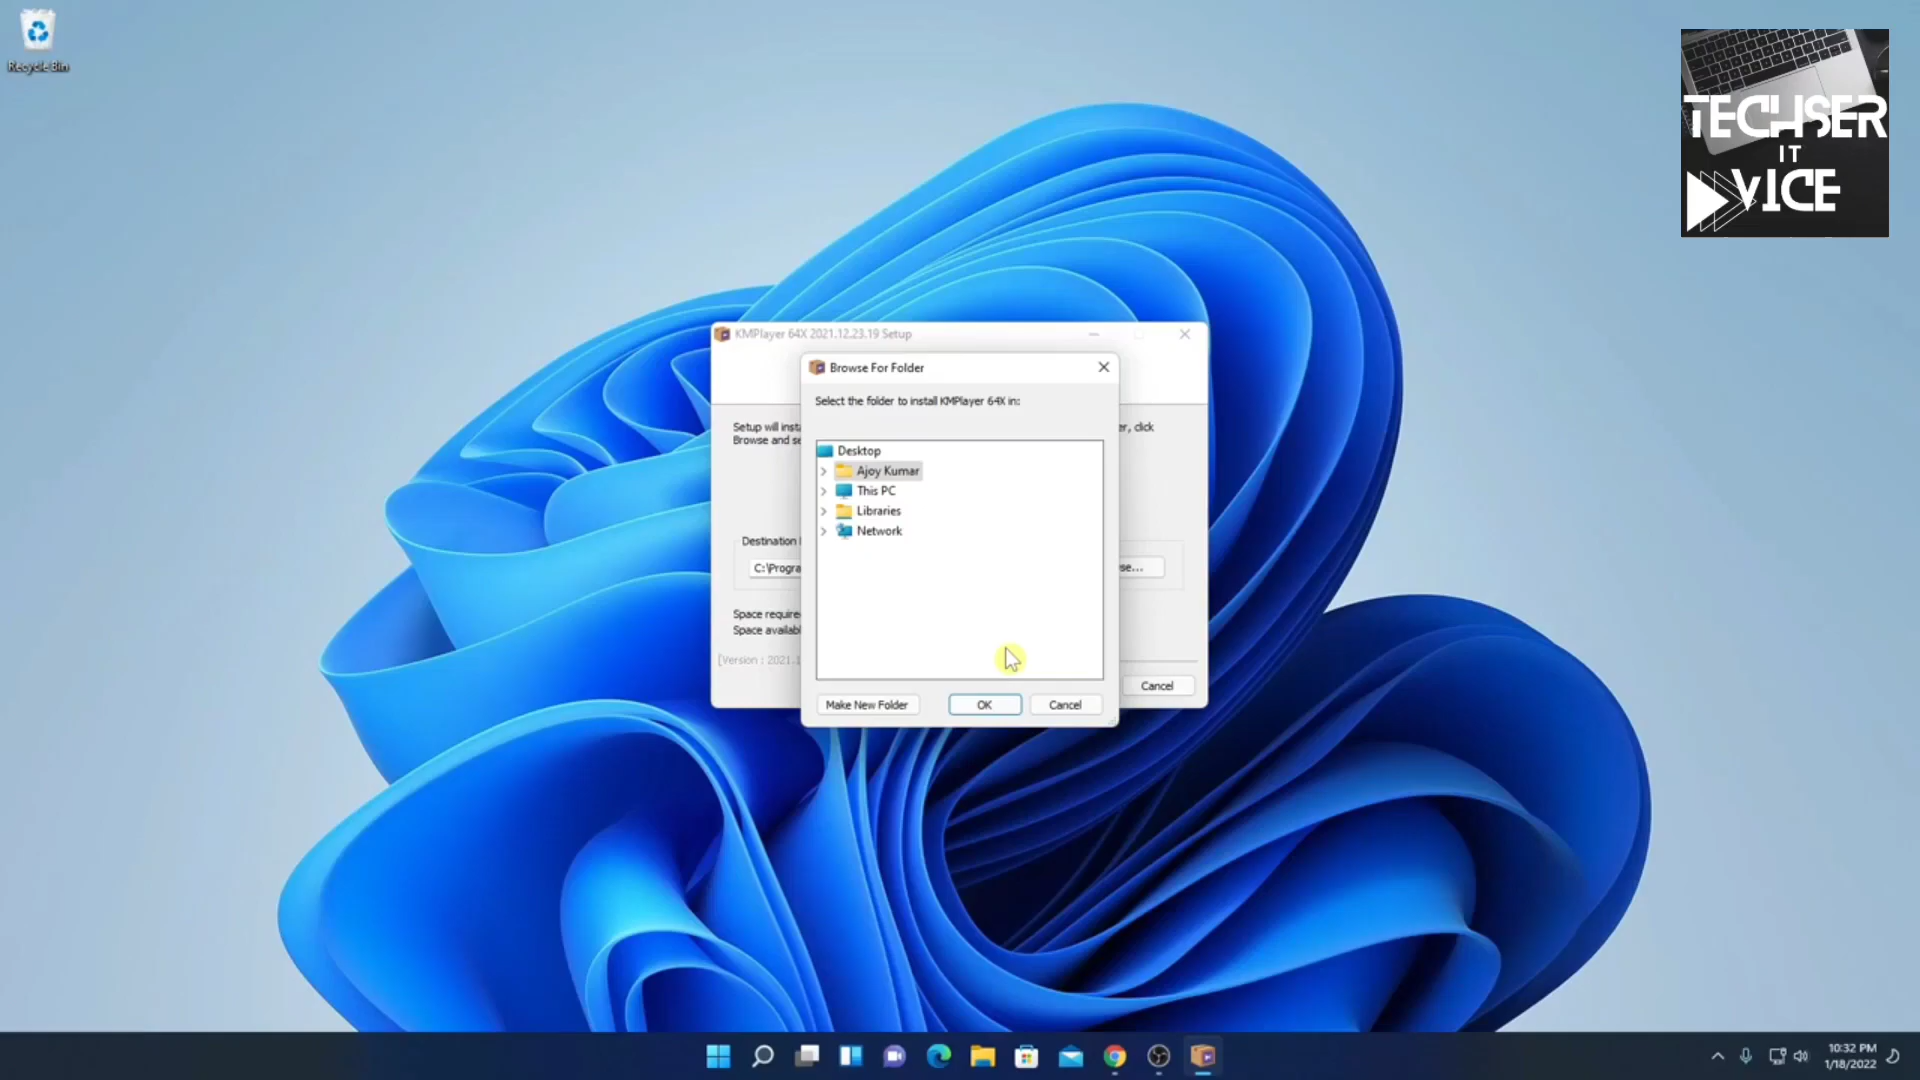 Recycle Bin
TECHSER
IT
VICE
KMPlayer 64X 2021.12.23.19 Setup
Browse For Folder
Select the folder to install KMPlayer 64X in:
Setup will
er, click
Browse and
Desktop
Ajoy Kumar
This PC
Libraries
Network
Destination
C:\Progra
se...
Space require
Space availab
[Version : 2021.1
Cancel
Make New Folder
OK
Cancel
10:32 PM
1/18/2022